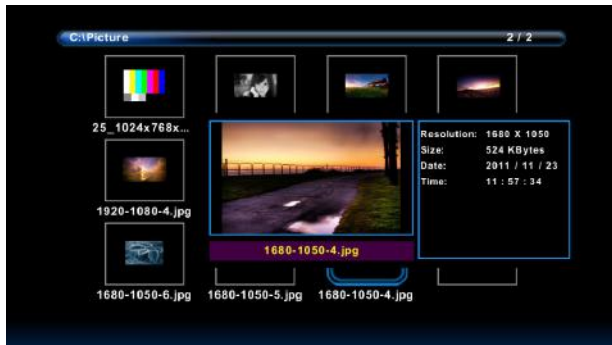 C:\Picture 2 / 2
25_1024x768x...
Resolution: 1680 X 1050
Size: 524 KBytes
Date: 2011 / 11 / 23
Time: 11 : 57 : 34
1920-1080-4.jpg
1680-1050-4.jpg
1680-1050-6.jpg 1680-1050-5.jpg 1680-1050-4.jpg